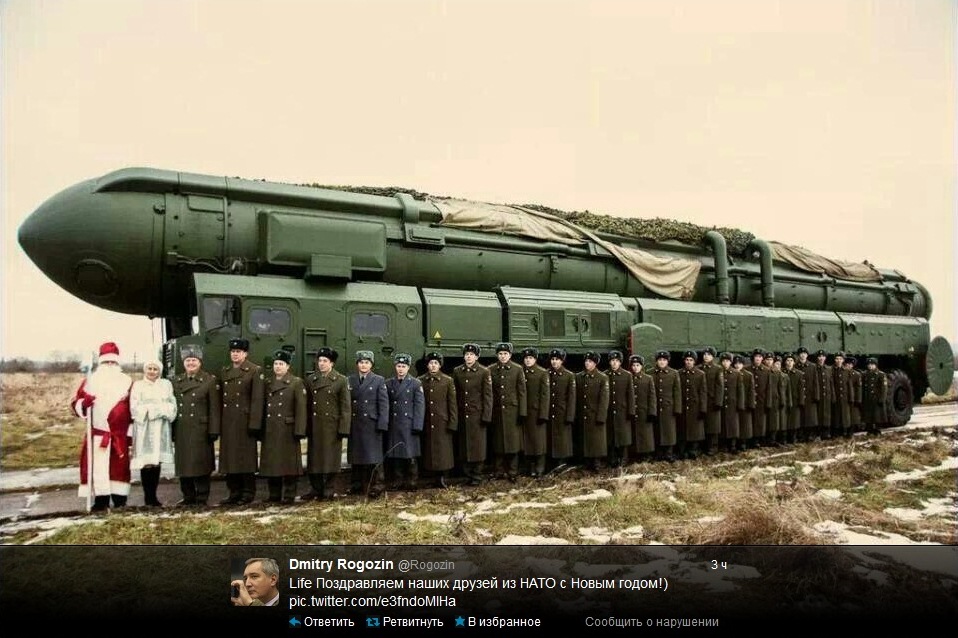 Dmitry Rogozin @Rogozin 3 ч
Life Поздравляем наших друзей из НАТО с Новым годом!)
pic.twitter.com/e3fndoMlHa
Ответить Ретвитнуть В избранное Сообщить о нарушении